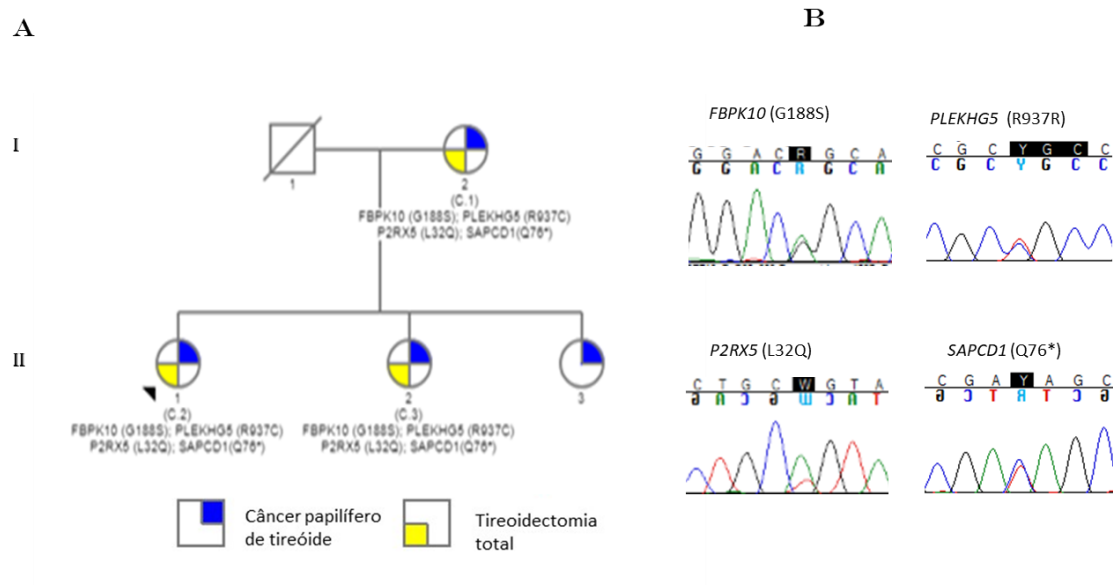 A
B
I
1
2
(C.1)
FBPK10 (G188S); PLEKHG5 (R937C)
P2RX5 (L32Q); SAPCD1(Q76*)
II
1
(C.2)
FBPK10 (G188S); PLEKHG5 (R937C)
P2RX5 (L32Q); SAPCD1(Q76*)
2
(C.3)
FBPK10 (G188S); PLEKHG5 (R937C)
P2RX5 (L32Q); SAPCD1(Q76*)
3
Câncer papilífero
de tireóide
Tireoidectomia
total
FBPK10 (G188S)
G G A C R G C A
G G A C R G C A
PLEKHG5 (R937R)
C G C Y G C C
C G C Y G C C
P2RX5 (L32Q)
C T G C W G T A
G A C G W C A T
SAPCD1 (Q76*)
C G A Y A G C
G C T R T C G